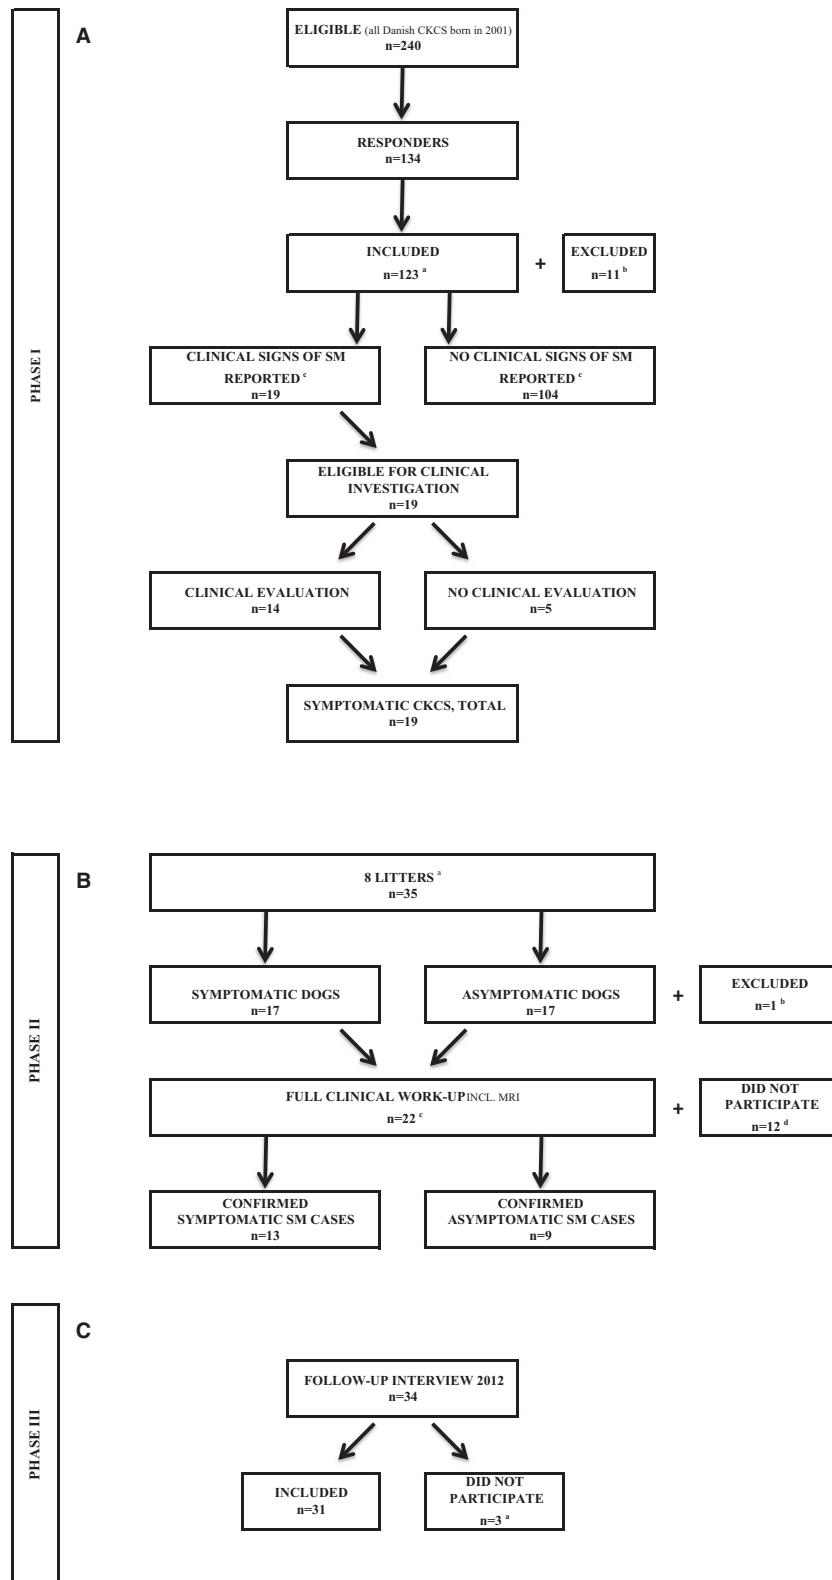 A
PHASE I
ELIGIBLE (all Danish CKCS born in 2001)
n=240
RESPONDERS
n=134
INCLUDED
n=123 a
+
EXCLUDED
n=11 b
CLINICAL SIGNS OF SM
REPORTED c
n=19
NO CLINICAL SIGNS OF SM
REPORTED c
n=104
ELIGIBLE FOR CLINICAL
INVESTIGATION
n=19
CLINICAL EVALUATION
n=14
NO CLINICAL EVALUATION
n=5
SYMPTOMATIC CKCS, TOTAL
n=19
B
PHASE II
8 LITTERS a
n=35
SYMPTOMATIC DOGS
n=17
ASYMPTOMATIC DOGS
n=17
+
EXCLUDED
n=1 b
FULL CLINICAL WORK-UP INCL. MRI
n=22 c
+
DID NOT
PARTICIPATE
n=12 d
CONFIRMED
SYMPTOMATIC SM CASES
n=13
CONFIRMED
ASYMPTOMATIC SM CASES
n=9
C
PHASE III
FOLLOW-UP INTERVIEW 2012
n=34
INCLUDED
n=31
DID NOT
PARTICIPATE
n=3 a